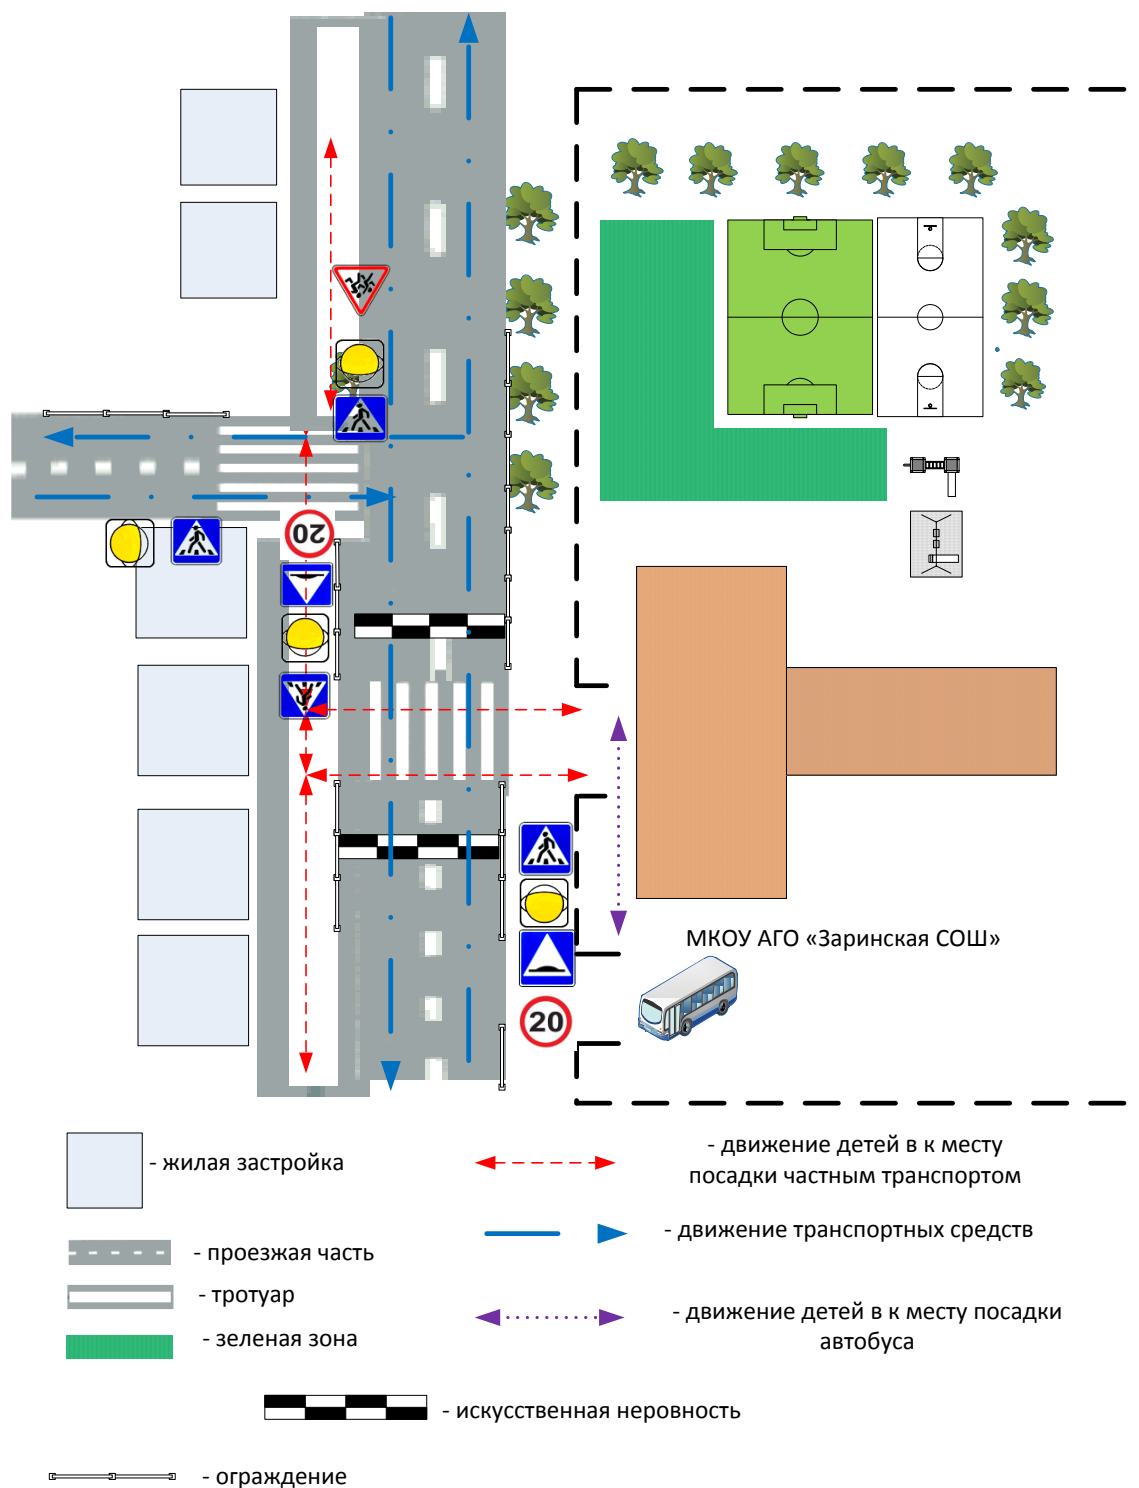 20
МКОУ АГО «Заринская СОШ»
20
- жилая застройка
- движение детей в к месту
посадки частным транспортом
- движение транспортных средств
- проезжая часть
- тротуар
- движение детей в к месту посадки
автобуса
- зеленая зона
- искусственная неровность
- ограждение